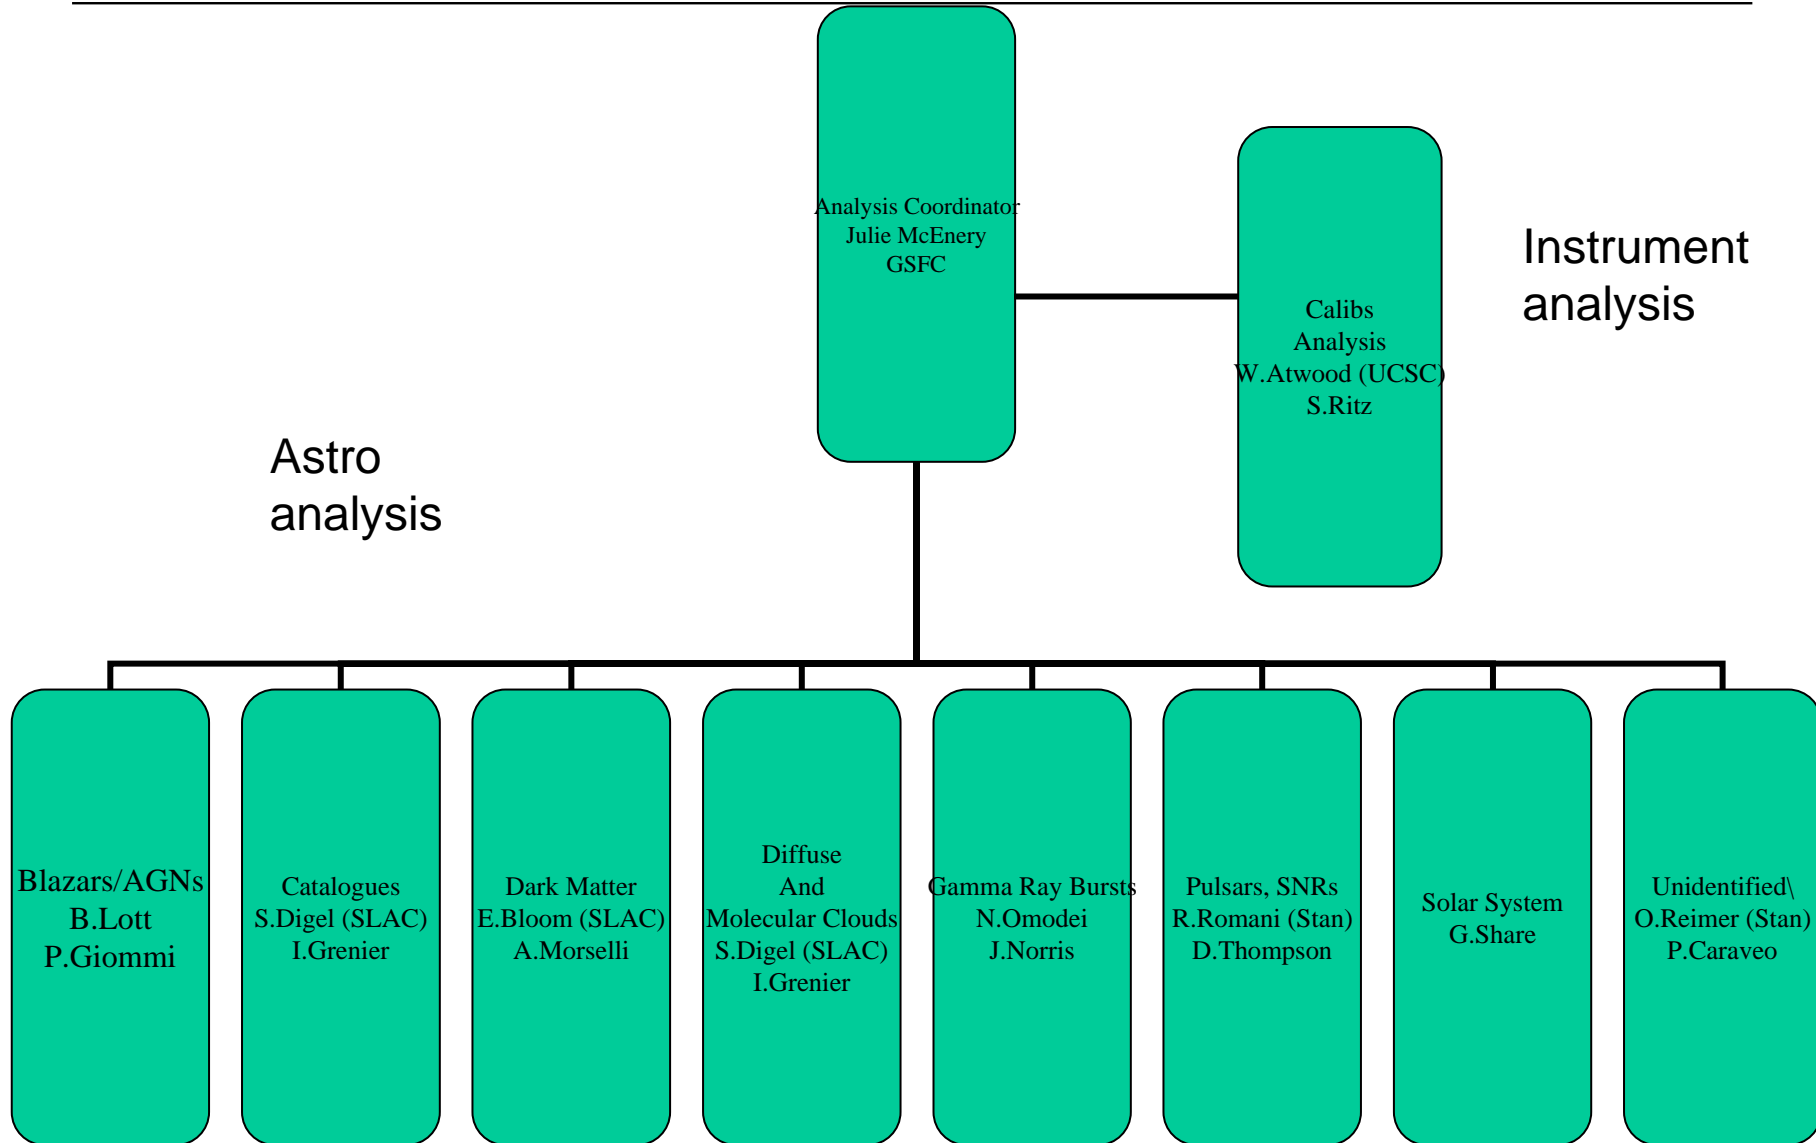 Analysis Coordinator
Julie McEnery
GSFC
Instrument
analysis
Calibs
Analysis
W.Atwood (UCSC)
S.Ritz
Astro
analysis
Blazars/AGNs
B.Lott
P.Giommi
Catalogues
S.Digel (SLAC)
I.Grenier
Dark Matter
E.Bloom (SLAC)
A.Morselli
Diffuse
And
Molecular Clouds
S.Digel (SLAC)
I.Grenier
Gamma Ray Bursts
N.Omodei
J.Norris
Pulsars, SNRs
R.Romani (Stan)
D.Thompson
Solar System
G.Share
Unidentified\
O.Reimer (Stan)
P.Caraveo